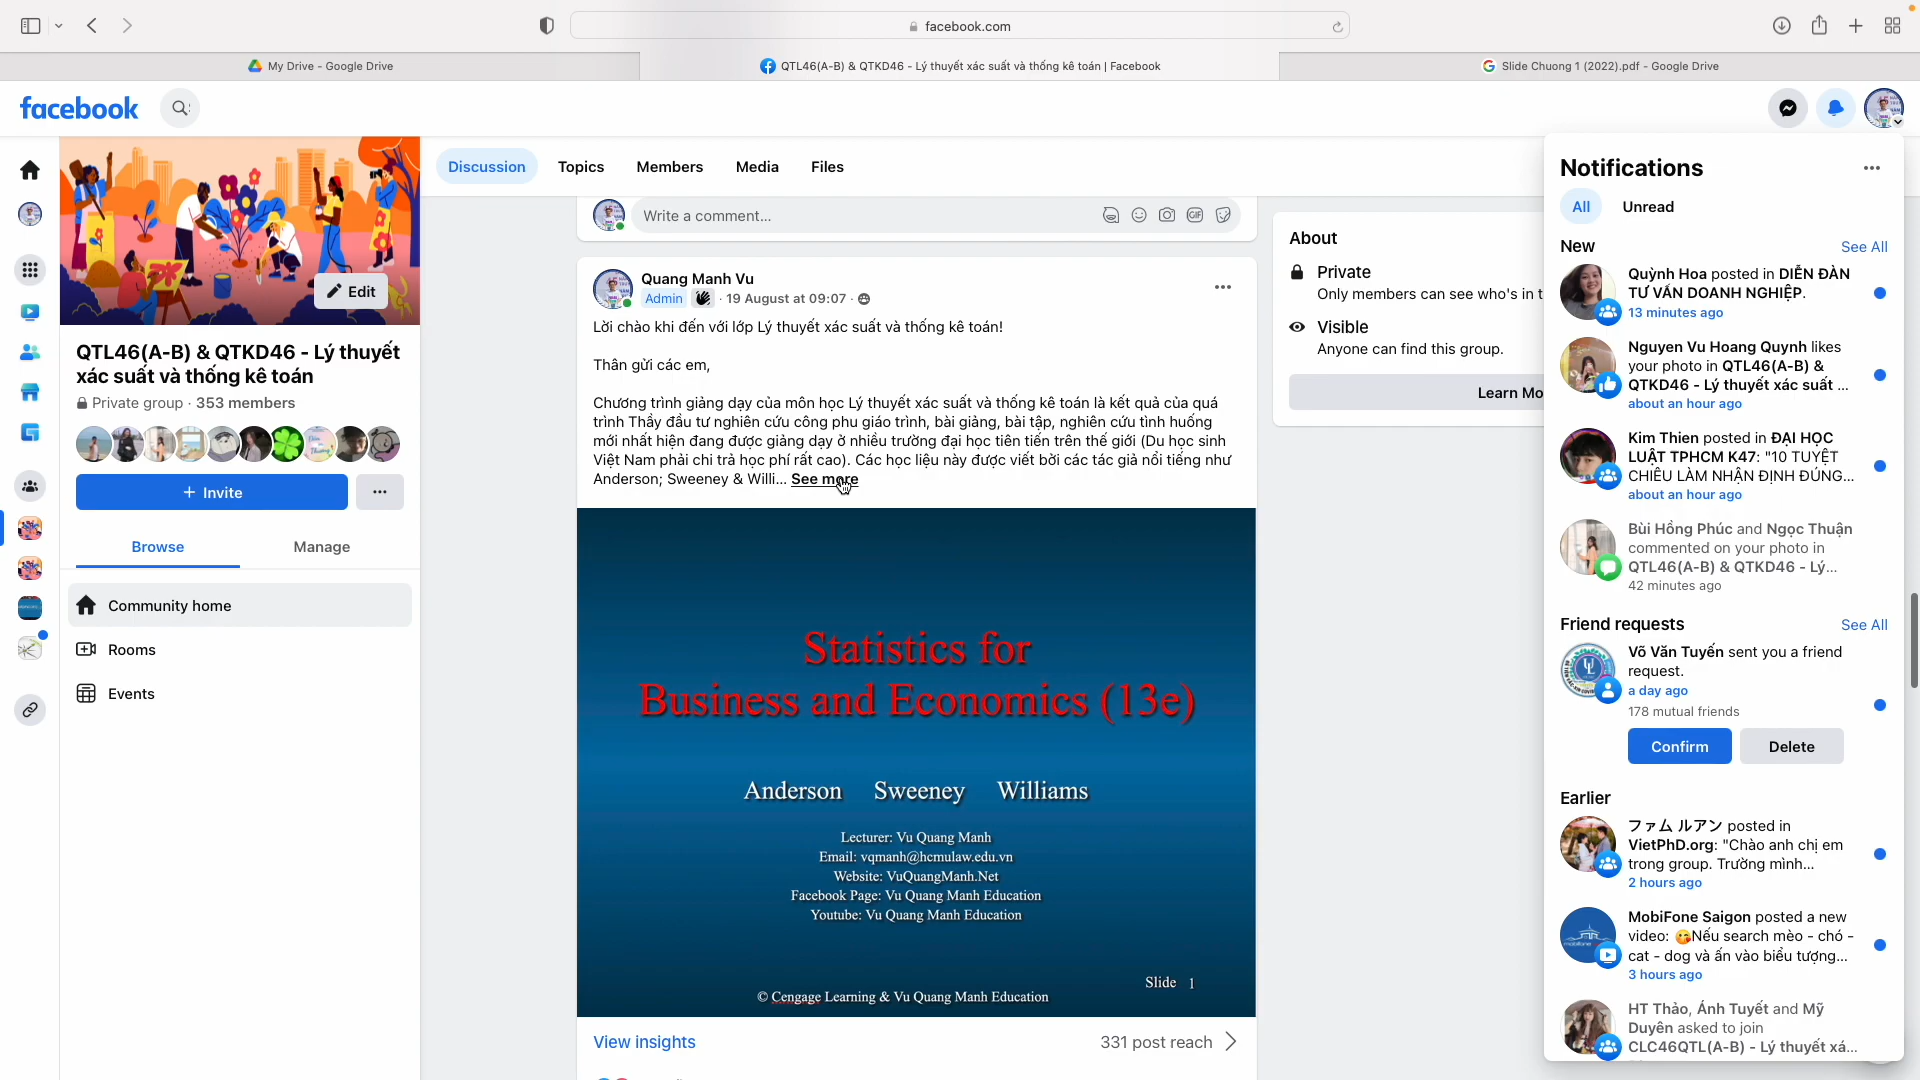 facebook.com
My Drive - Google Drive
QTL46(A-B) & QTKD46 - Lý thuyết xác suất và thống kê toán | Facebook
Slide Chuong 1 (2022).pdf - Google Drive
facebook
Edit
QTL46(A-B) & QTKD46 - Lý thuyết
xác suất và thống kê toán
Private group · 353 members
+ Invite
Browse
Manage
Community home
Rooms
Events
Discussion
Topics
Members
Media
Files
Write a comment...
GIF
Quang Manh Vu
Admin · 19 August at 09:07 ·
Lời chào khi đến với lớp Lý thuyết xác suất và thống kê toán!
Thân gửi các em,
Chương trình giảng dạy của môn học Lý thuyết xác suất và thống kê toán là kết quả của quá
trình Thầy đầu tư nghiên cứu công phu giáo trình, bài giảng, bài tập, nghiên cứu tình huống
mới nhất hiện đang được giảng dạy ở nhiều trường đại học tiên tiến trên thế giới (Du học sinh
Việt Nam phải chi trả học phí rất cao). Các học liệu này được viết bởi các tác giả nổi tiếng như
Anderson; Sweeney & Willi... See more
Statistics for
Business and Economics (13e)
Anderson Sweeney Williams
Lecturer: Vu Quang Manh
Email: vqmanh@hcmulaw.edu.vn
Website: VuQuangManh.Net
Facebook Page: Vu Quang Manh Education
Youtube: Vu Quang Manh Education
Slide 1
© Cengage Learning & Vu Quang Manh Education
View insights
331 post reach
About
Private
Only members can see who's in t
Visible
Anyone can find this group.
Learn Mo
Notifications
All
Unread
New
See All
Quỳnh Hoa posted in DIỄN ĐÀN
TƯ VẤN DOANH NGHIỆP.
13 minutes ago
Nguyen Vu Hoang Quynh likes
your photo in QTL46(A-B) &
QTKD46 - Lý thuyết xác suất ...
about an hour ago
Kim Thien posted in ĐẠI HỌC
LUẬT TPHCM K47: "10 TUYỆT
CHIÊU LÀM NHẬN ĐỊNH ĐÚNG...
about an hour ago
Bùi Hồng Phúc and Ngọc Thuận
commented on your photo in
QTL46(A-B) & QTKD46 - Lý...
42 minutes ago
Friend requests
See All
Võ Văn Tuyến sent you a friend
request.
a day ago
178 mutual friends
Confirm
Delete
Earlier
ファム ルアン posted in
VietPhD.org: "Chào anh chị em
trong group. Trường mình...
2 hours ago
MobiFone Saigon posted a new
video: 😘Nếu search mèo - chó -
cat - dog và ấn vào biểu tượng...
3 hours ago
HT Thảo, Ánh Tuyết and Mỹ
Duyên asked to join
CLC46QTL(A-B) - Lý thuyết xá...